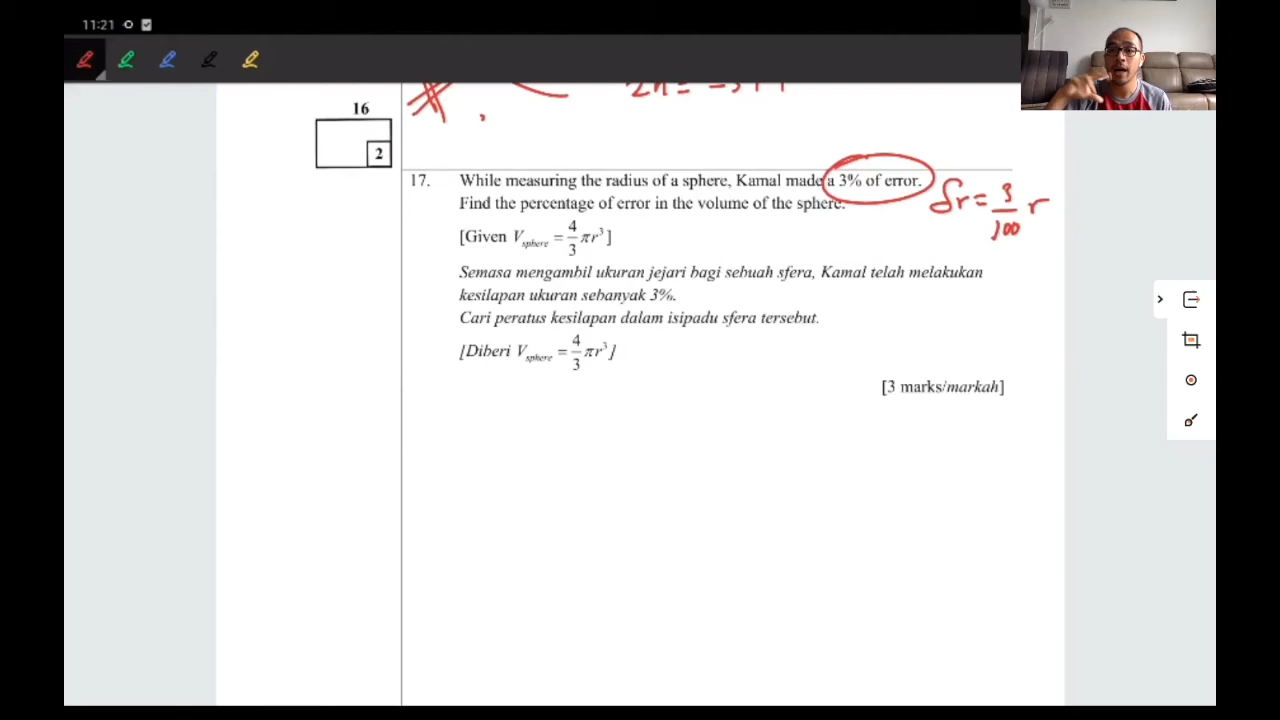 11:21
16
2
17. While measuring the radius of a sphere, Kamal made a 3% of error.
Find the percentage of error in the volume of the sphere.
δr = 3/100 r
[Given V_sphere = 4/3 πr³]
Semasa mengambil ukuran jejari bagi sebuah sfera, Kamal telah melakukan
kesilapan ukuran sebanyak 3%.
Cari peratus kesilapan dalam isipadu sfera tersebut.
[Diberi V_sphere = 4/3 πr³]
[3 marks/markah]